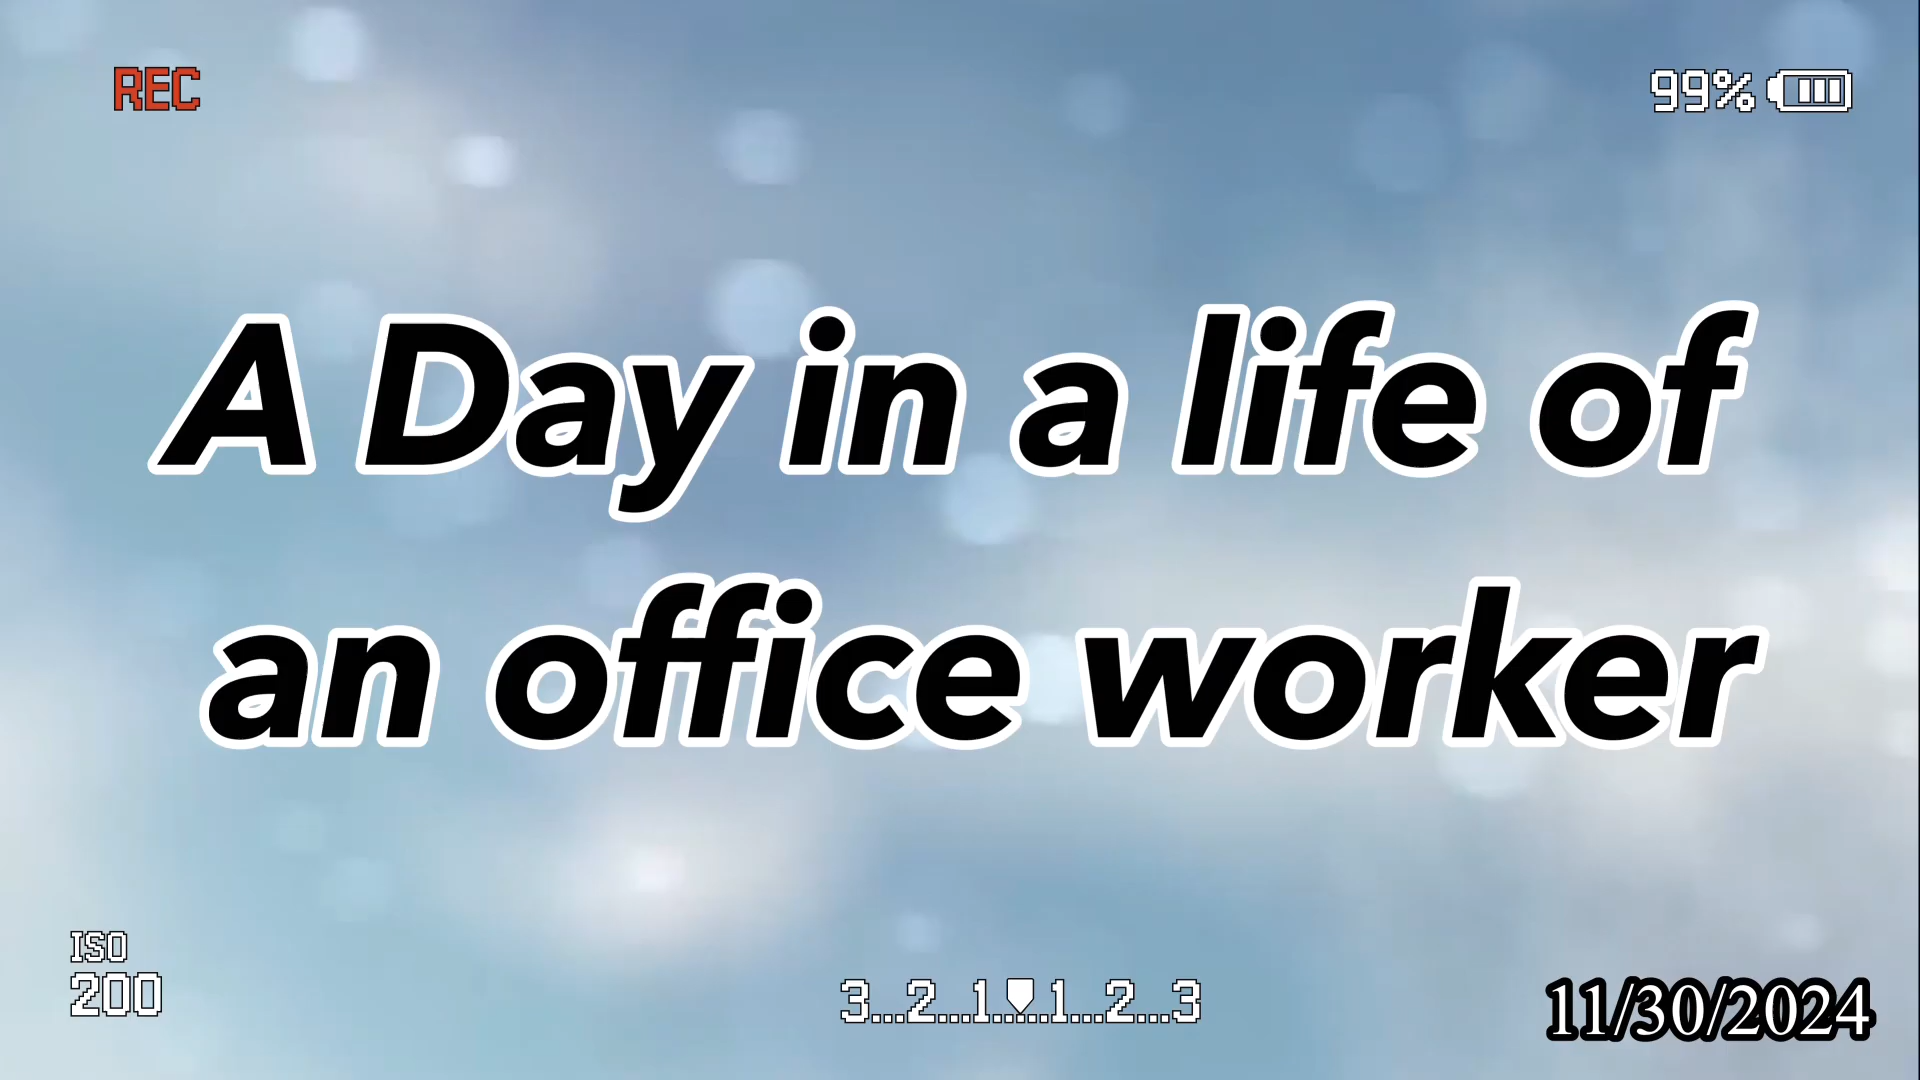 REC
99%
A Day in a life of
an office worker
ISO
200
3...2...1.....1...2...3
11/30/2024